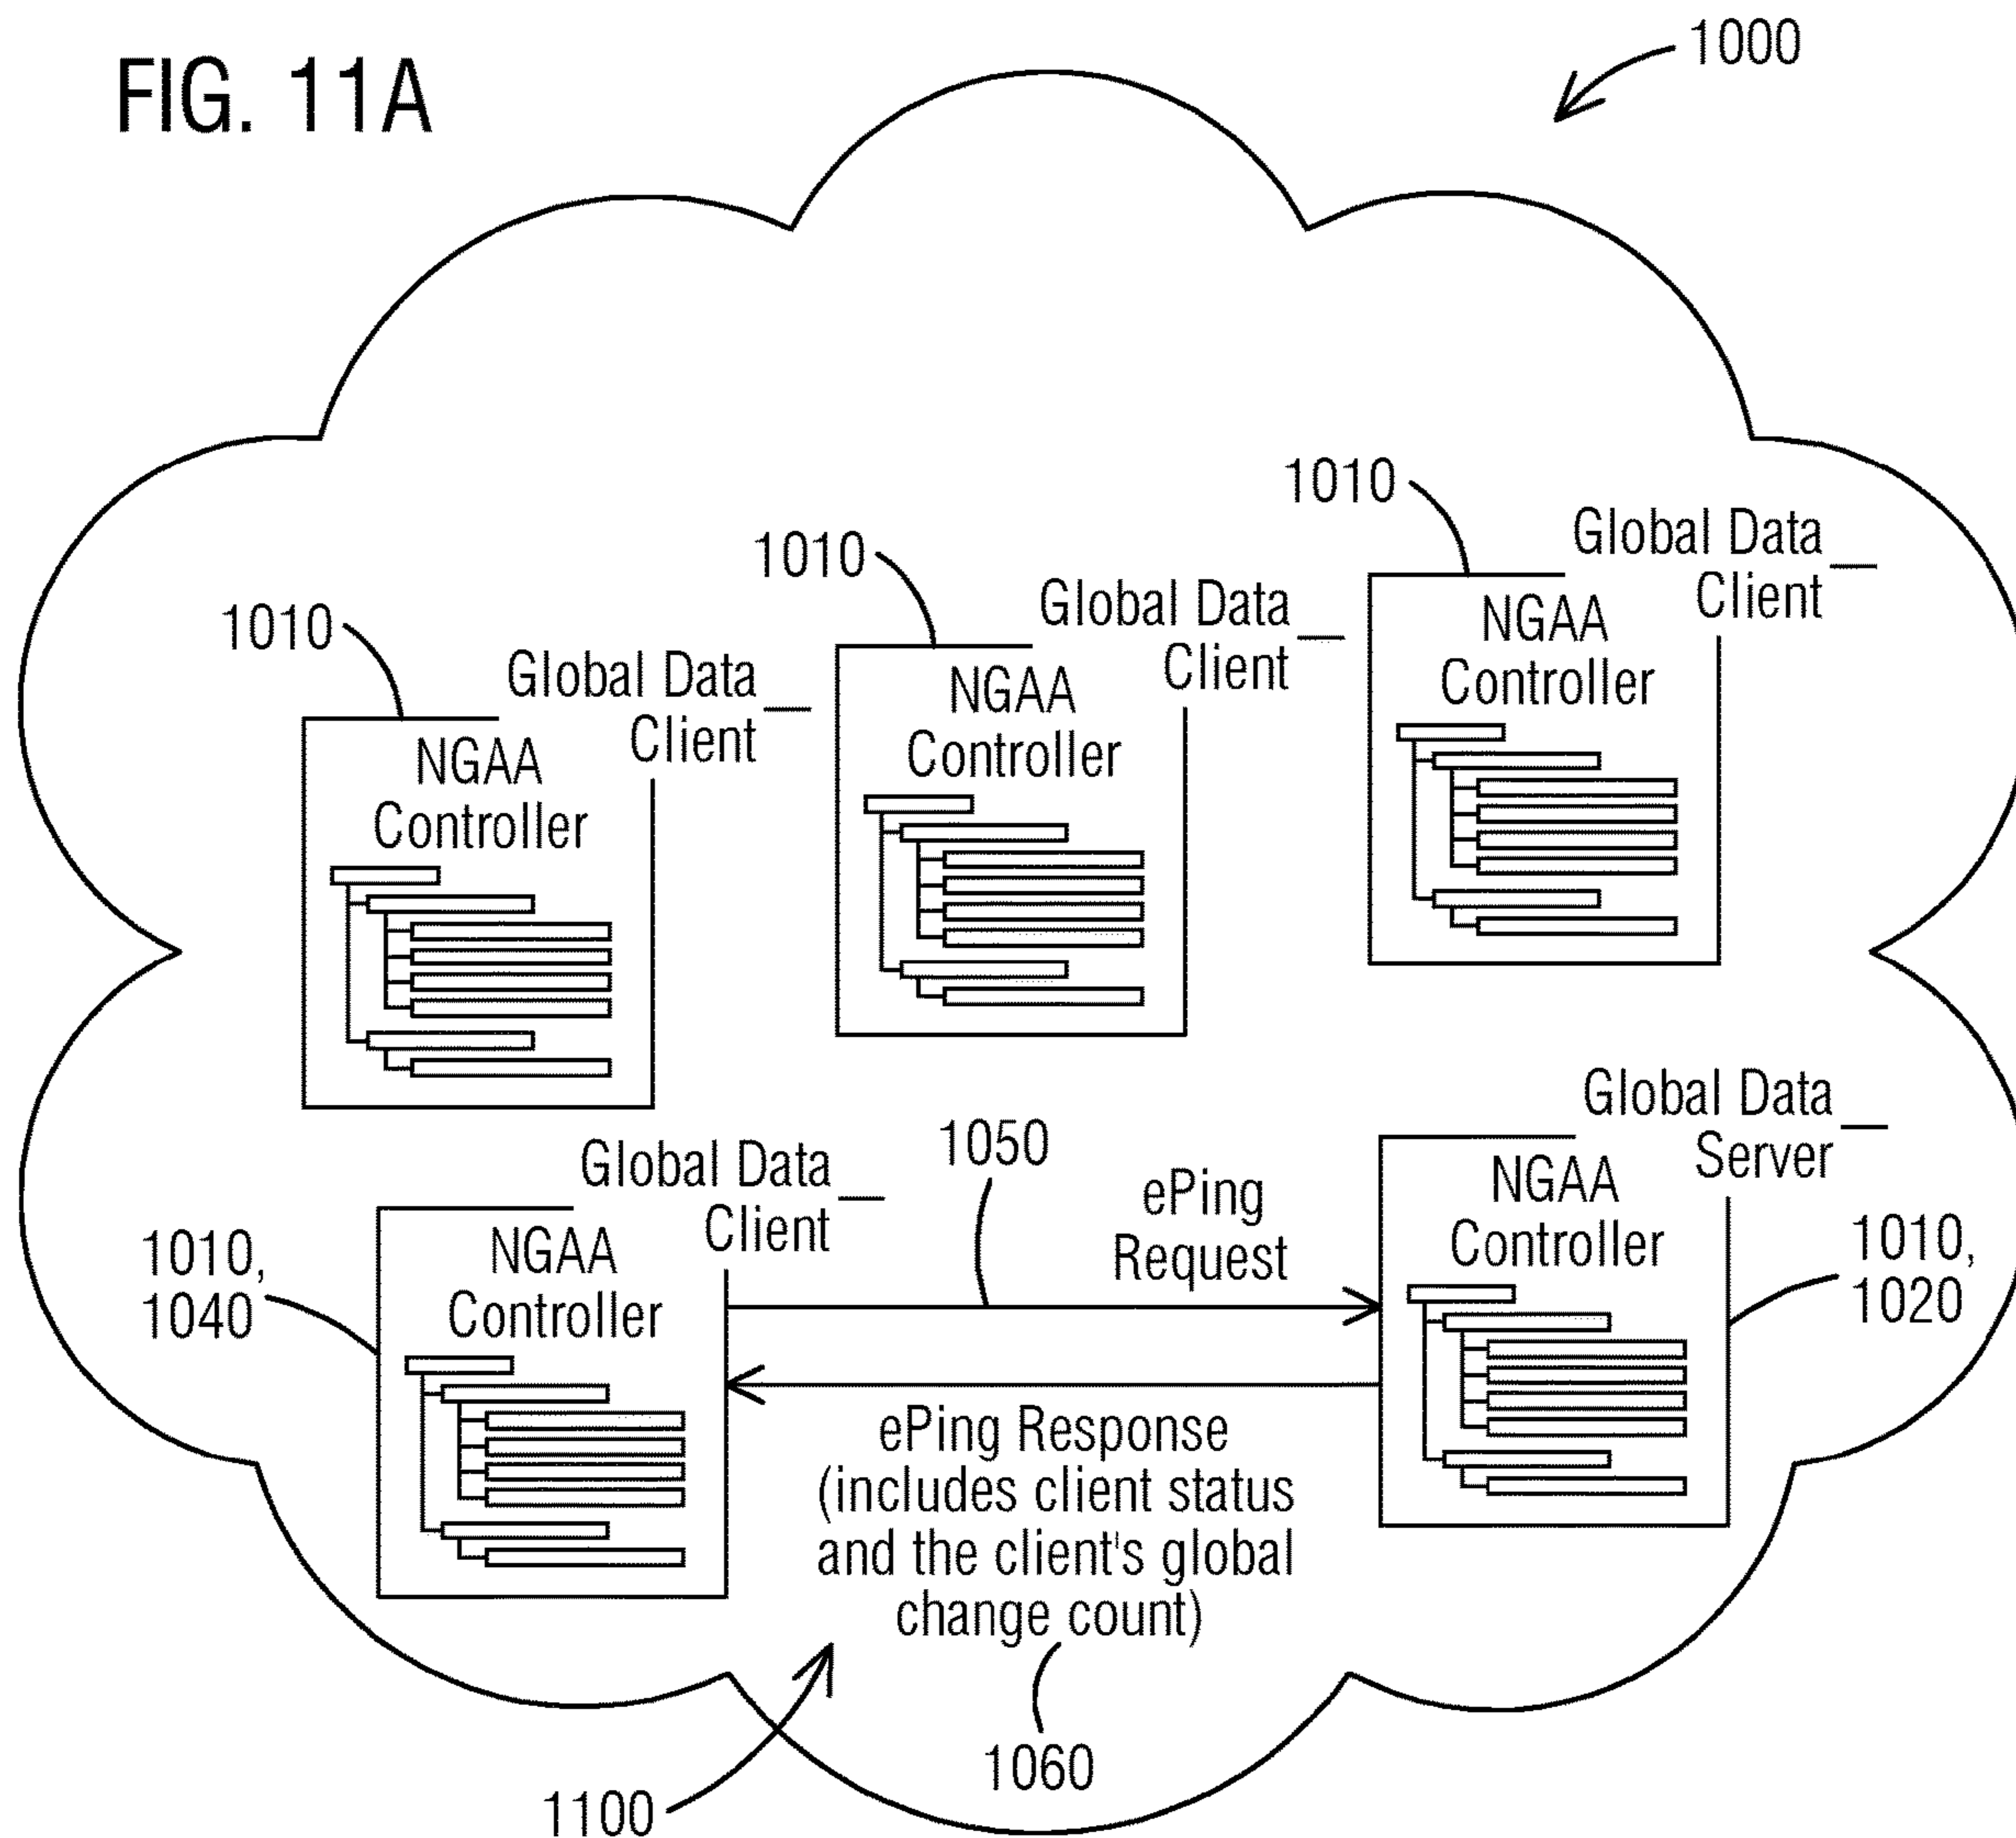 FIG. 11A
1000
1010
Global Data
Client
NGAA
Controller
1010
Global Data
Client
NGAA
Controller
1010
Global Data
Client
NGAA
Controller
1010,
1040
Global Data
Client
NGAA
Controller
1050
ePing
Request
Global Data
Server
NGAA
Controller
1010,
1020
ePing Response
(includes client status
and the client's global
change count)
1060
1100